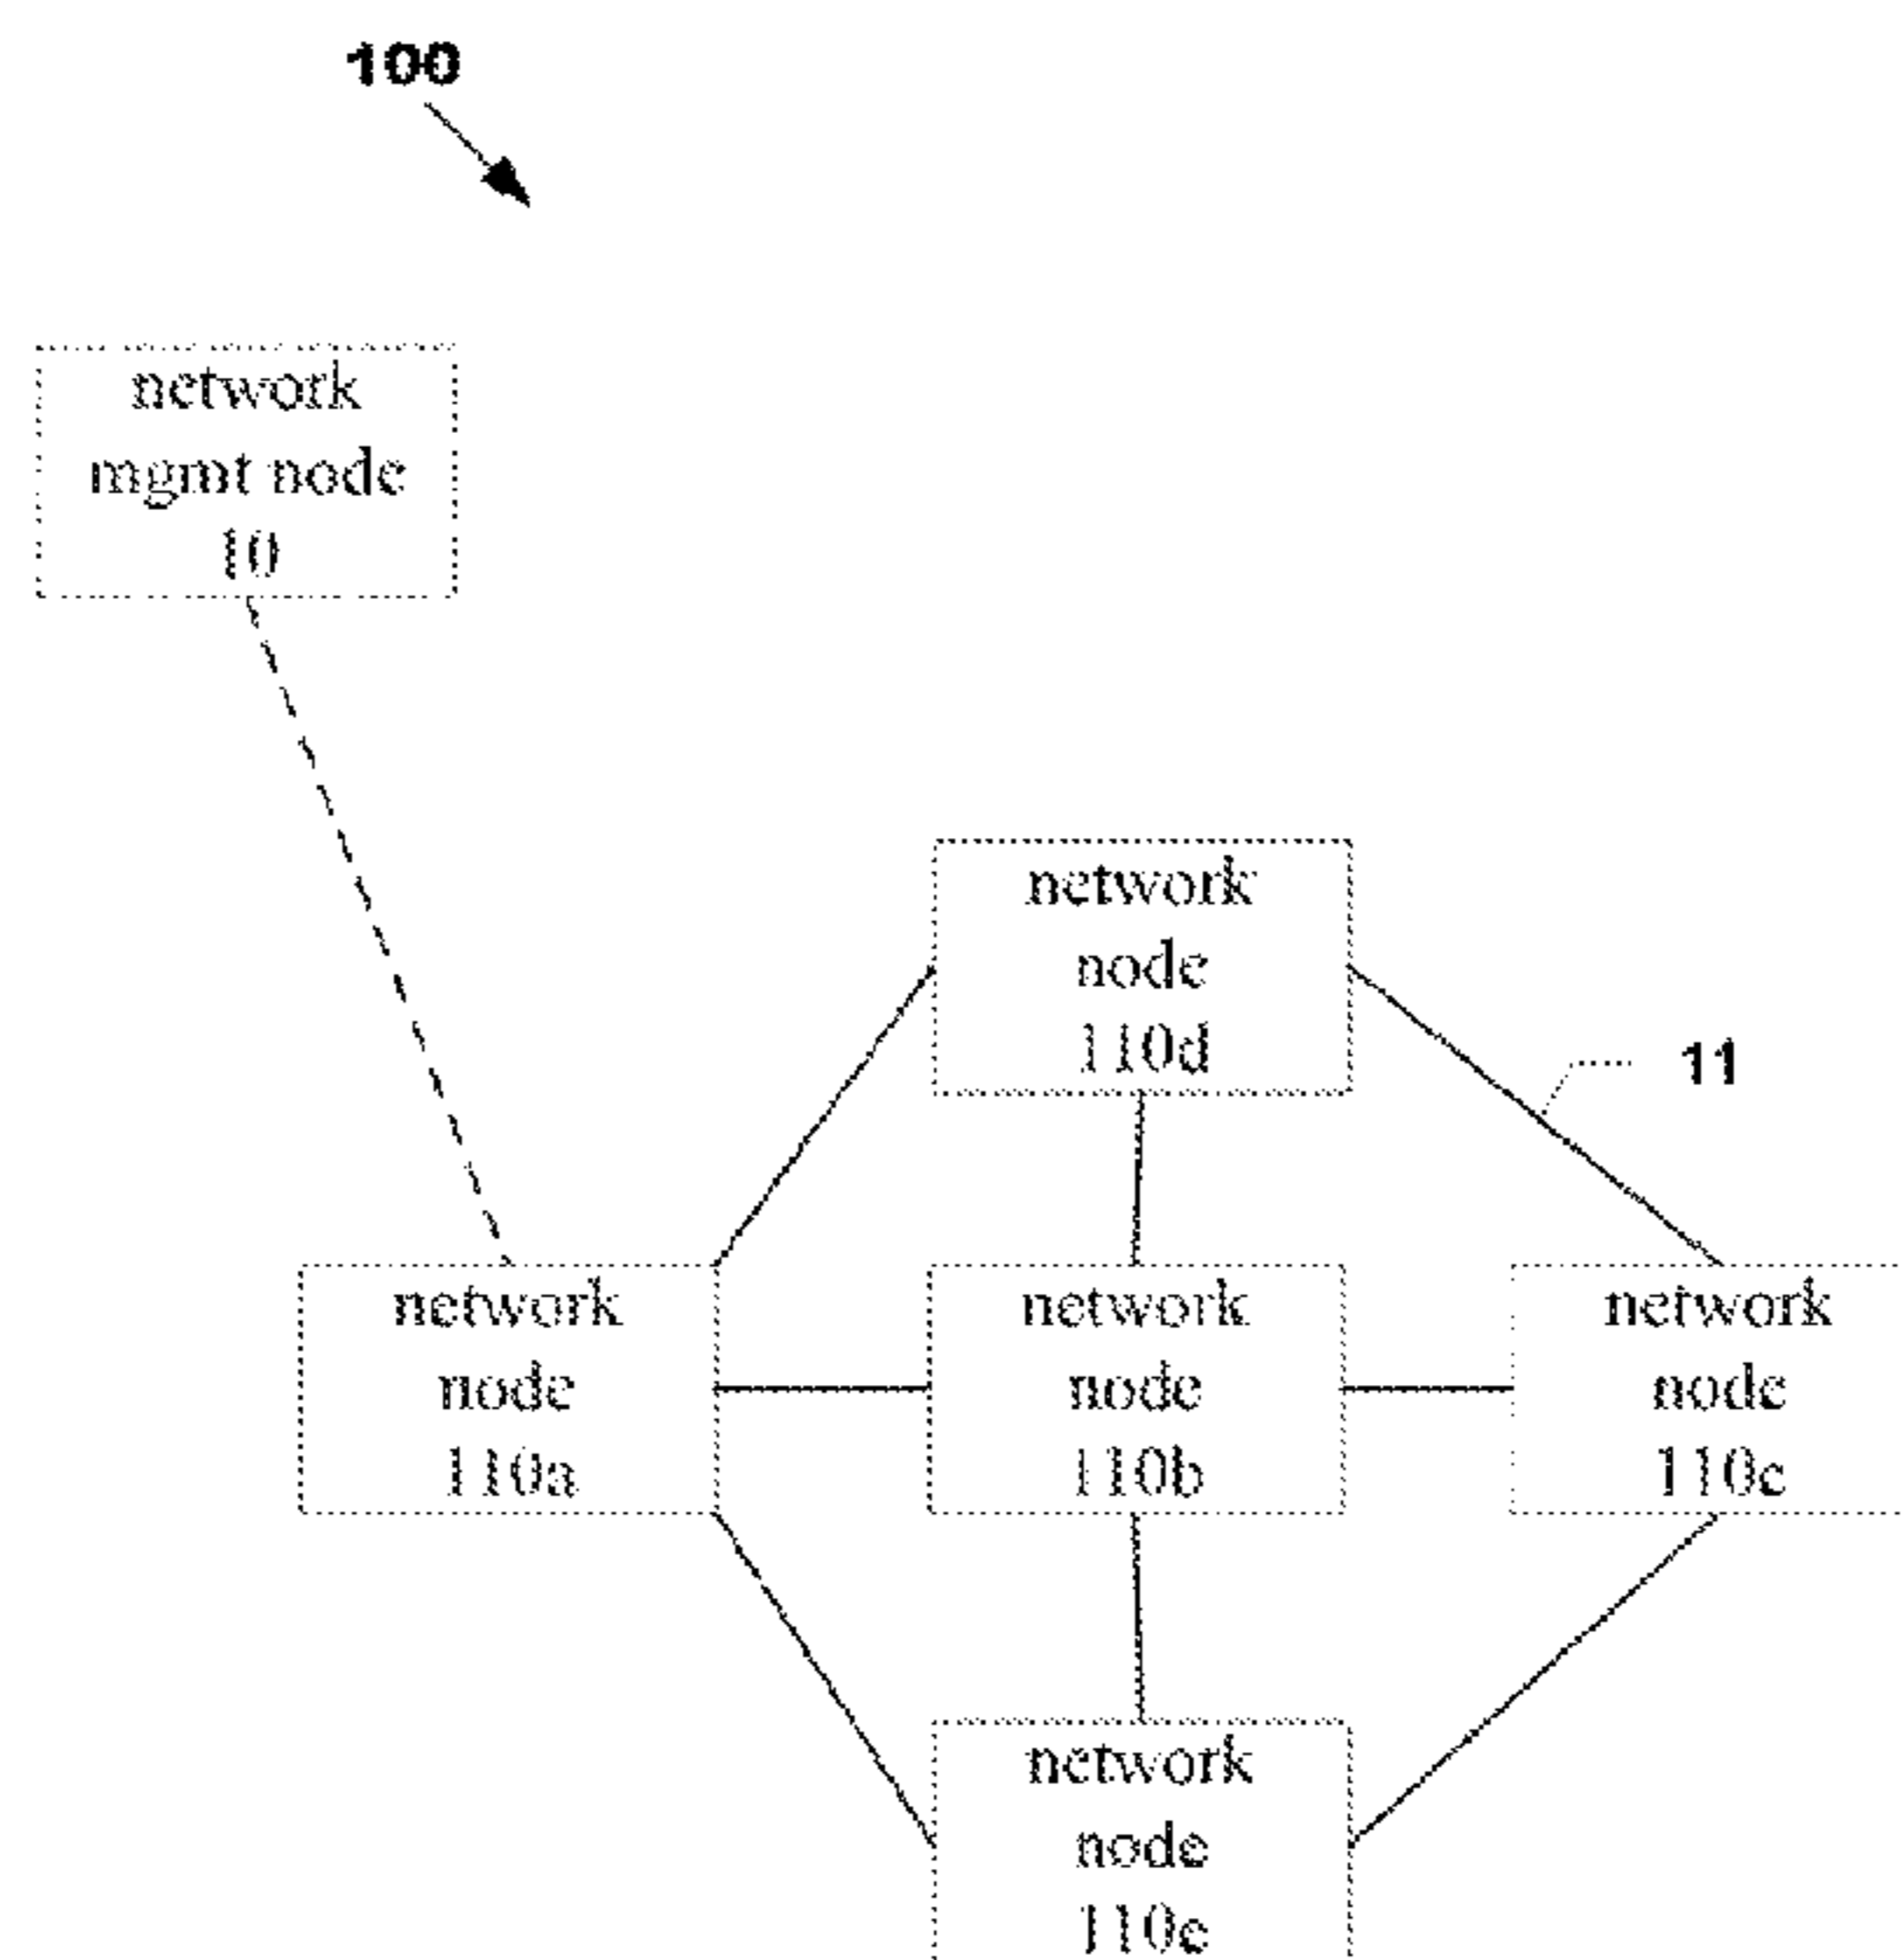 100
network
mgmt node
10
network
node
110d
11
network
node
110a
network
node
110b
network
node
110c
network
node
110e